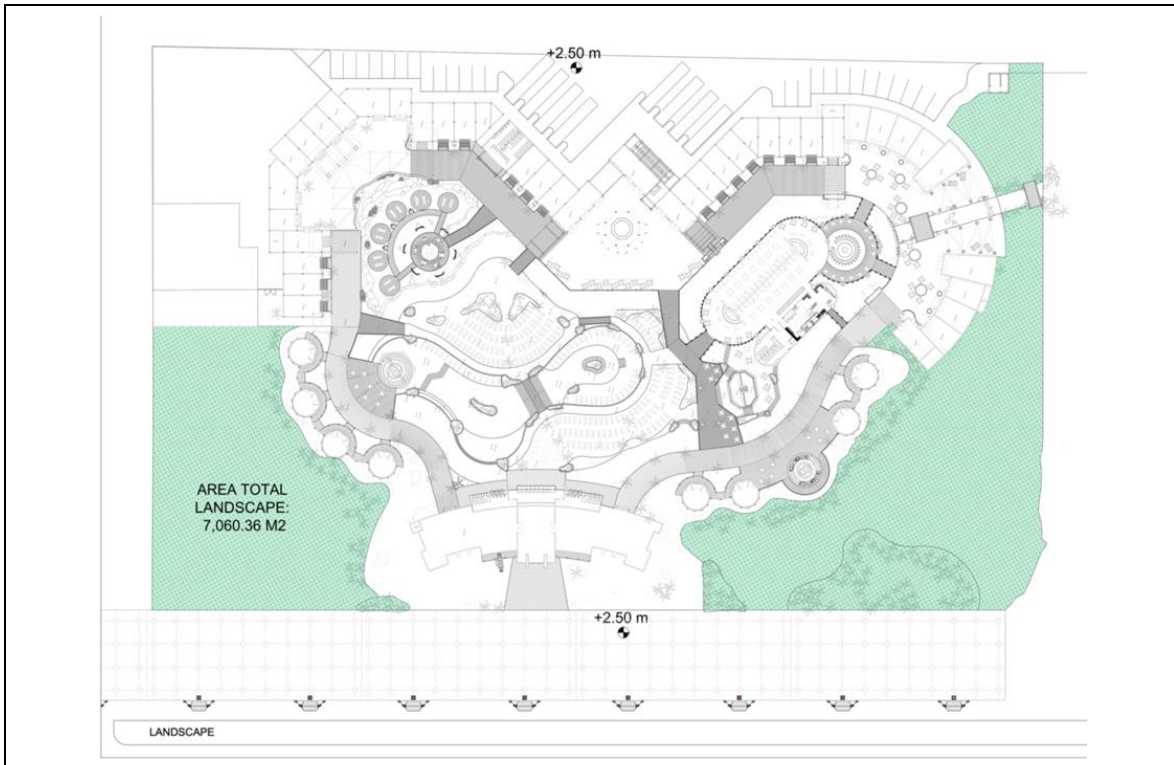 +2.50 m
AREA TOTAL
LANDSCAPE:
7,060.36 M2
+2.50 m
LANDSCAPE